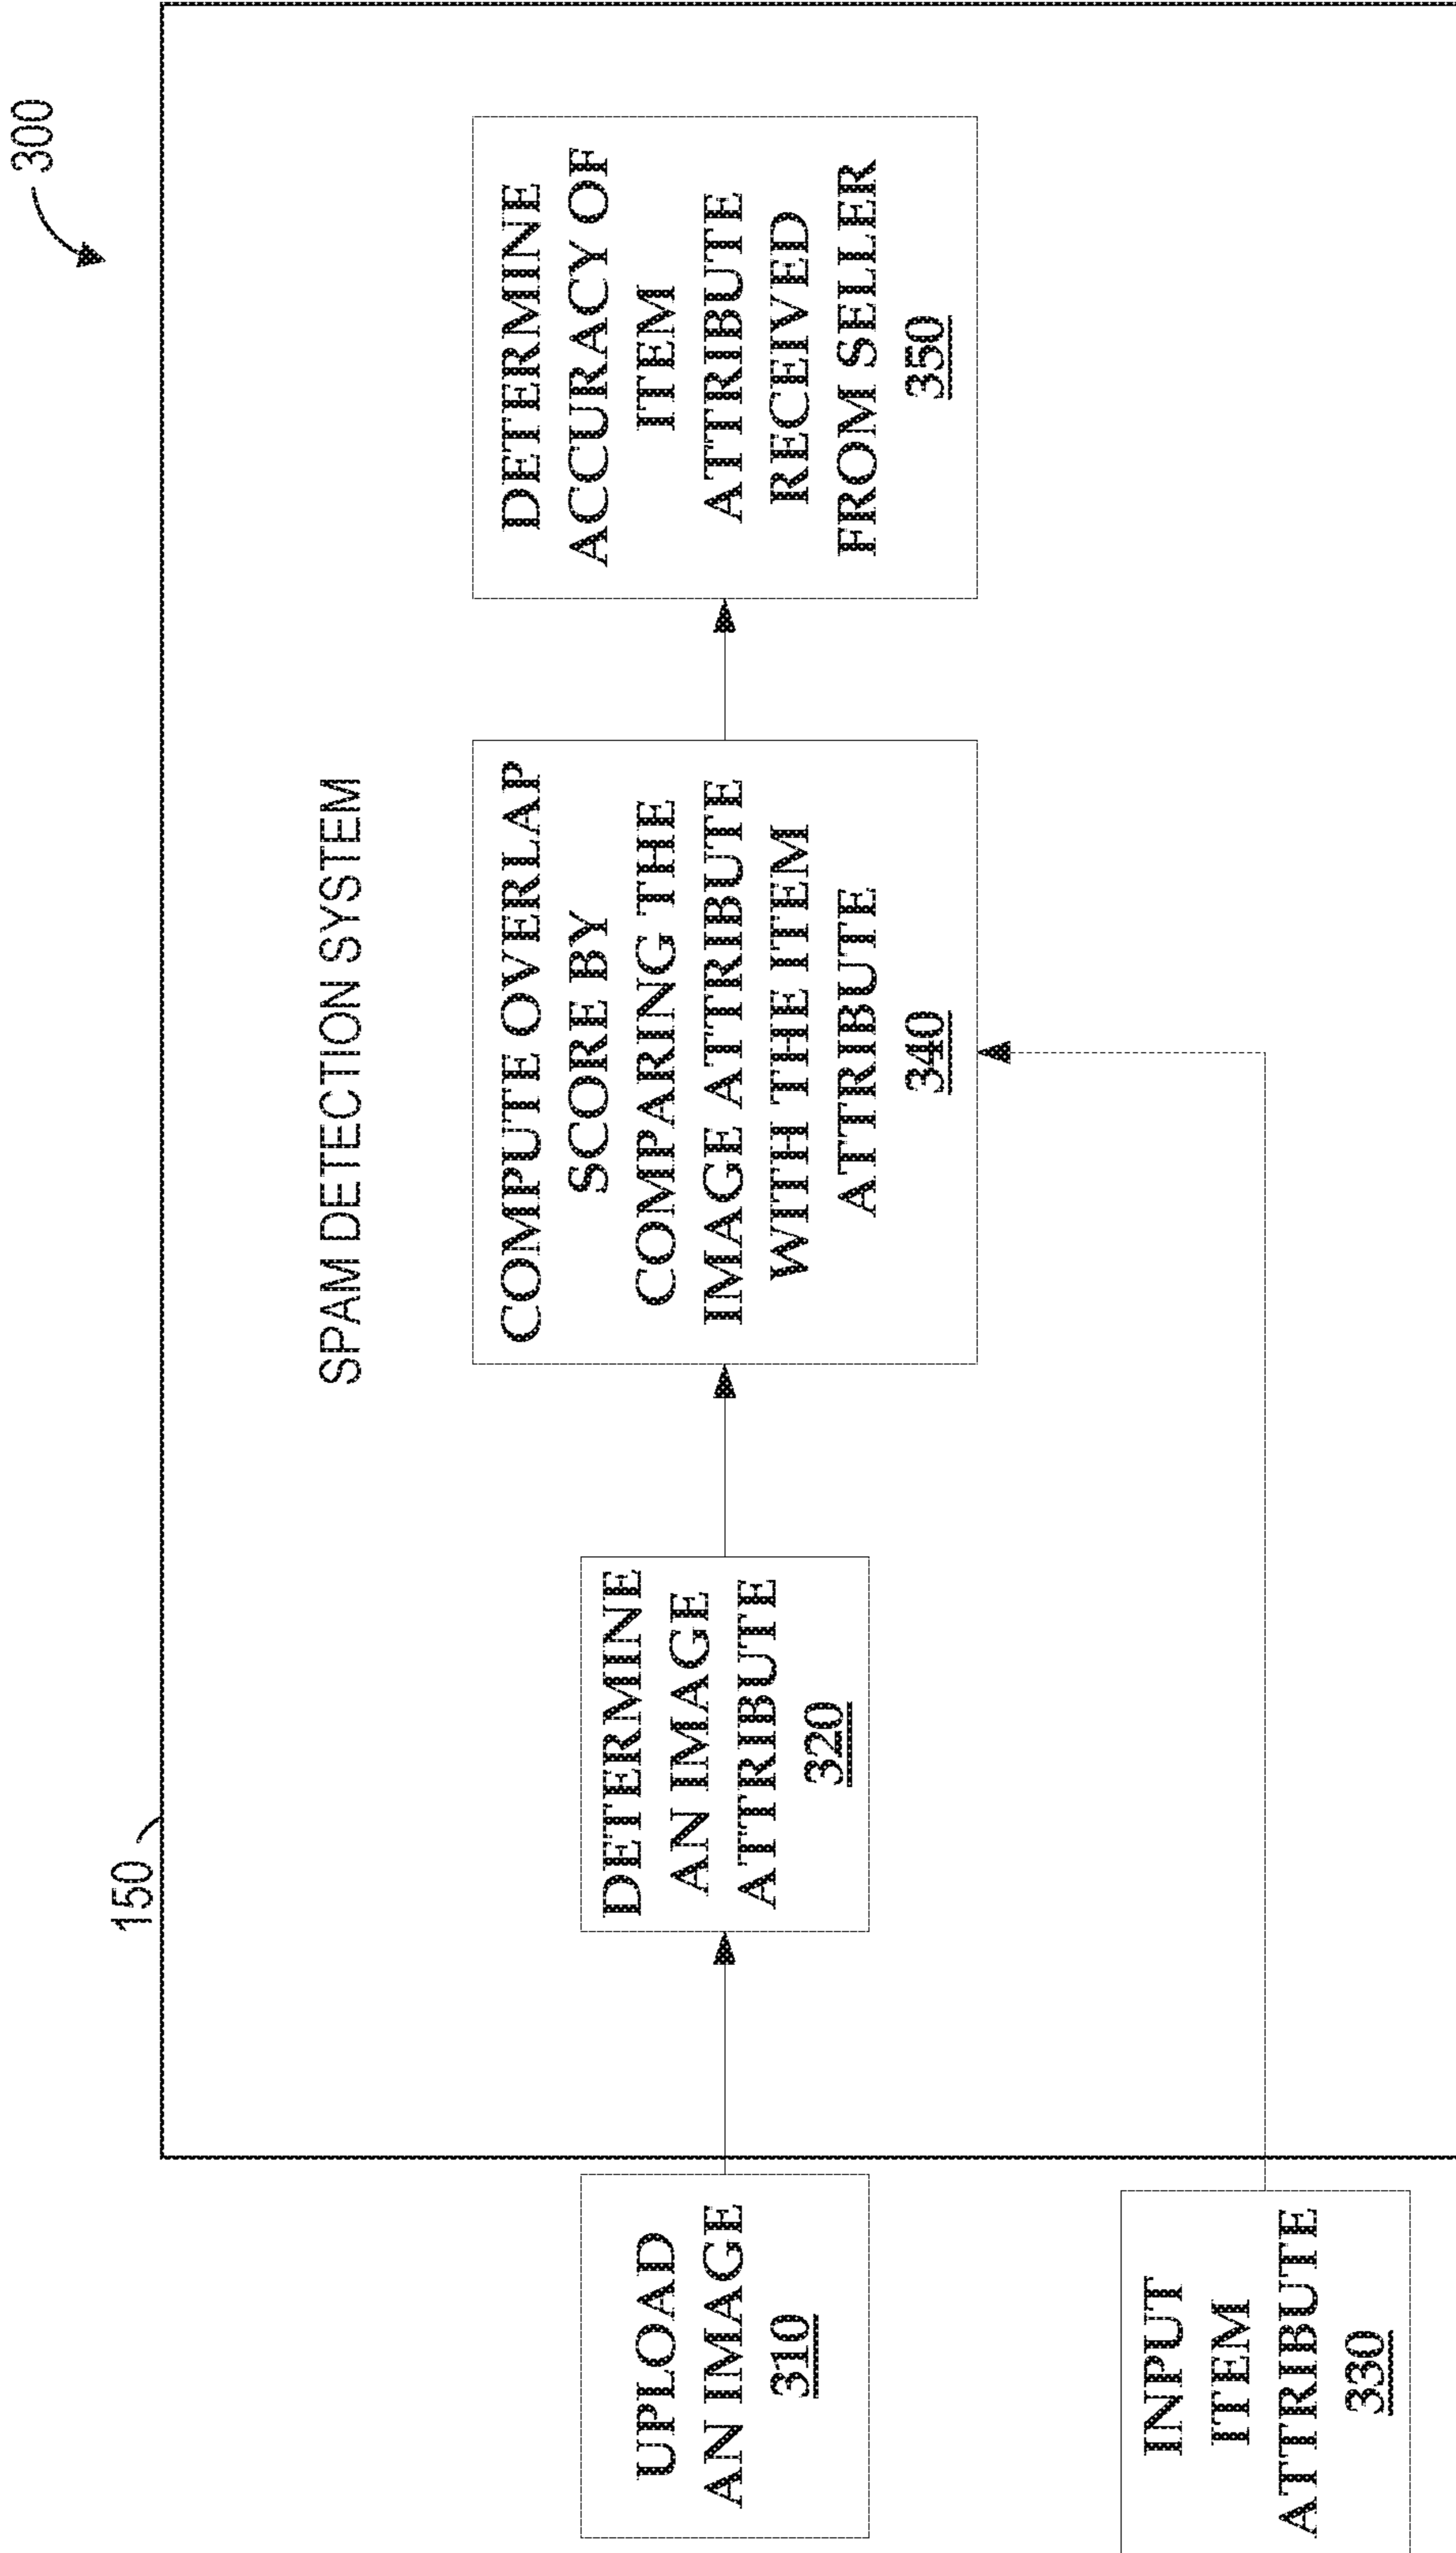 300
150
SPAM DETECTION SYSTEM
UPLOAD
AN IMAGE
310
DETERMINE
AN IMAGE
ATTRIBUTE
320
COMPUTE OVERLAP
SCORE BY
COMPARING THE
IMAGE ATTRIBUTE
WITH THE ITEM
ATTRIBUTE
340
DETERMINE
ACCURACY OF
ITEM
ATTRIBUTE
RECEIVED
FROM SELLER
350
INPUT
ITEM
ATTRIBUTE
330